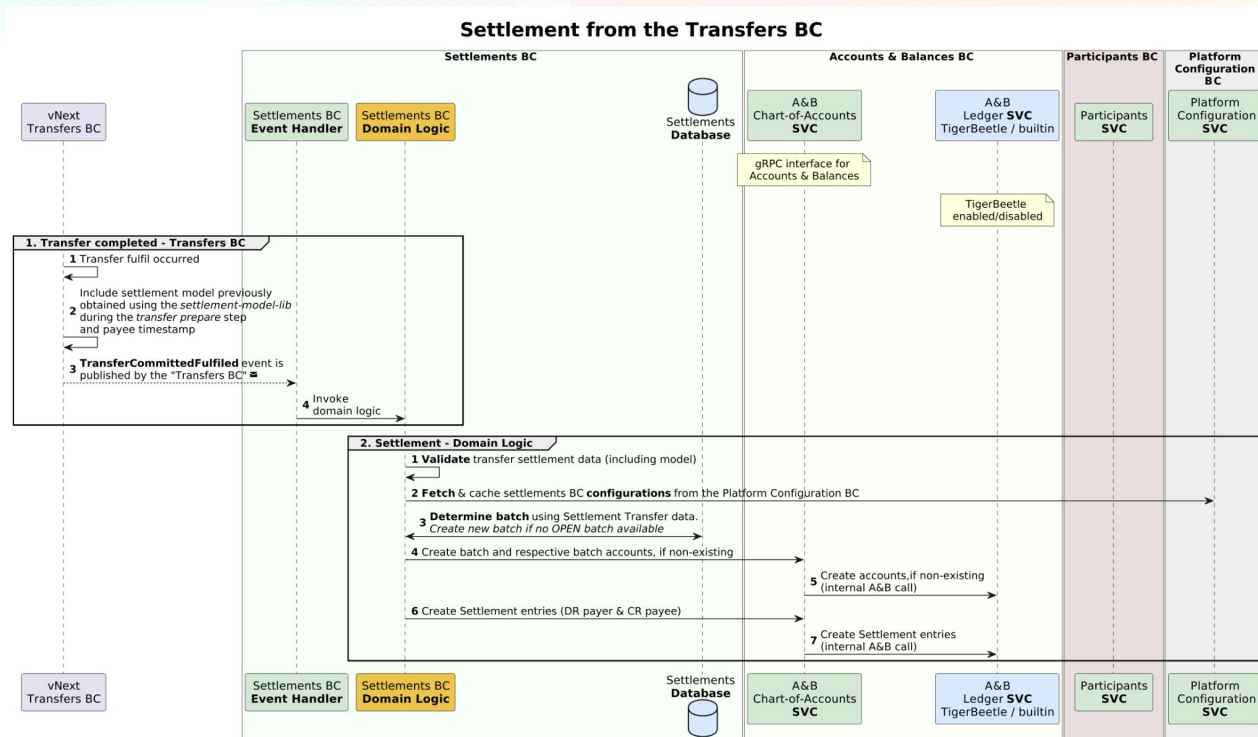 Settlement from the Transfers BC
Settlements BC
Accounts & Balances BC
Participants BC
Platform
Configuration
BC
vNext
Transfers BC
Settlements BC
Event Handler
Settlements BC
Domain Logic
Settlements
Database
A&B
Chart-of-Accounts
SVC
A&B
Ledger SVC
TigerBeetle / builtin
Participants
SVC
Platform
Configuration
SVC
gRPC interface for
Accounts & Balances
TigerBeetle
enabled/disabled
1. Transfer completed - Transfers BC
1 Transfer fulfil occurred
Include settlement model previously
obtained using the settlement-model-lib
2 during the transfer prepare step
and payee timestamp
TransferCommittedFulfiled event is
3 published by the "Transfers BC"
4 Invoke
domain logic
2. Settlement - Domain Logic
1 Validate transfer settlement data (including model)
2 Fetch & cache settlements BC configurations from the Platform Configuration BC
3 Determine batch using Settlement Transfer data.
Create new batch if no OPEN batch available
4 Create batch and respective batch accounts, if non-existing
5 Create accounts,if non-existing
(internal A&B call)
6 Create Settlement entries (DR payer & CR payee)
7 Create Settlement entries
(internal A&B call)
vNext
Transfers BC
Settlements BC
Event Handler
Settlements BC
Domain Logic
Settlements
Database
A&B
Chart-of-Accounts
SVC
A&B
Ledger SVC
TigerBeetle / builtin
Participants
SVC
Platform
Configuration
SVC